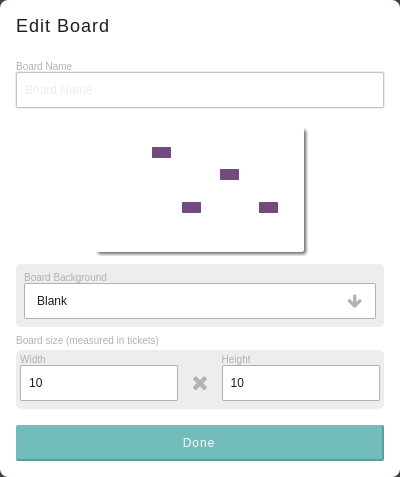 Edit Board
Board Name
Board Name
Board Background
Blank
Board size (measured in tickets)
Width
Height
10
10
Done